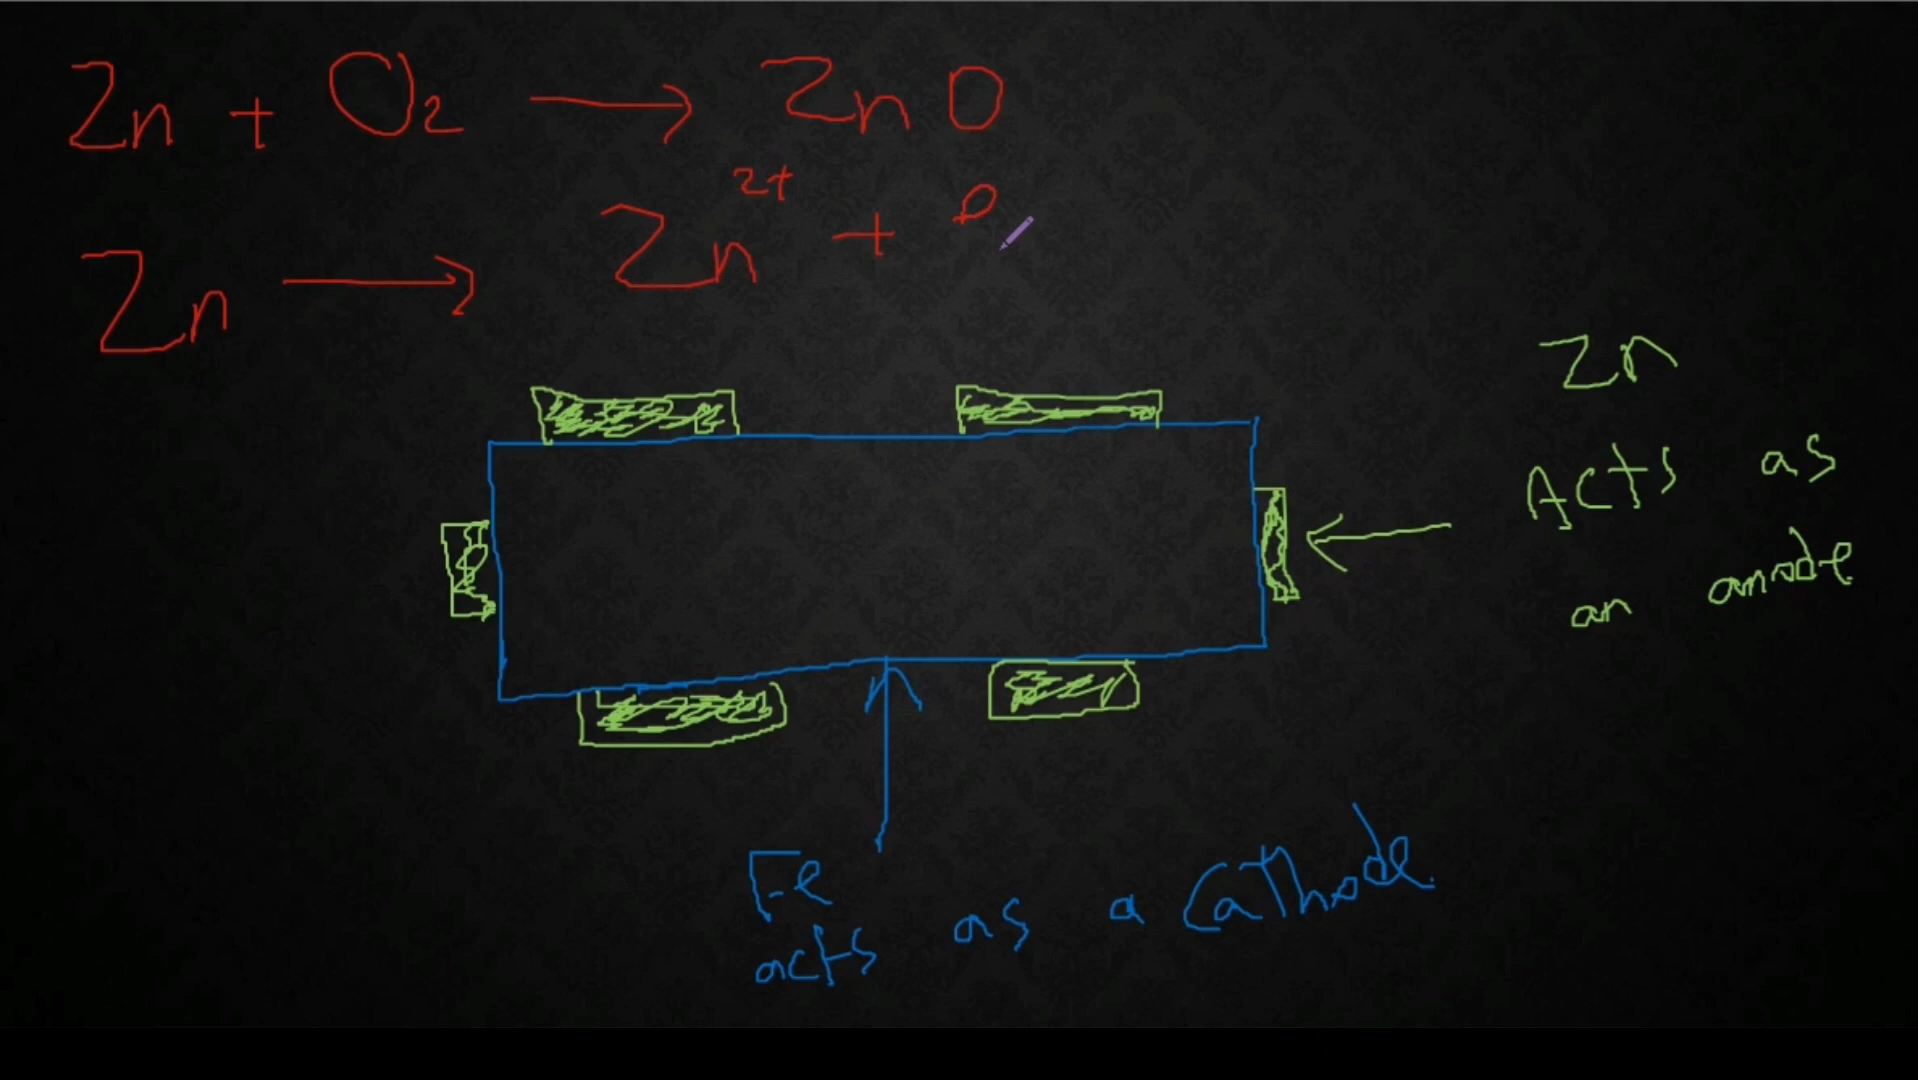 Zn + O2 → ZnO
Zn → Zn2+ + e
Zn
Acts as
an anode
Fe
acts as a Cathode